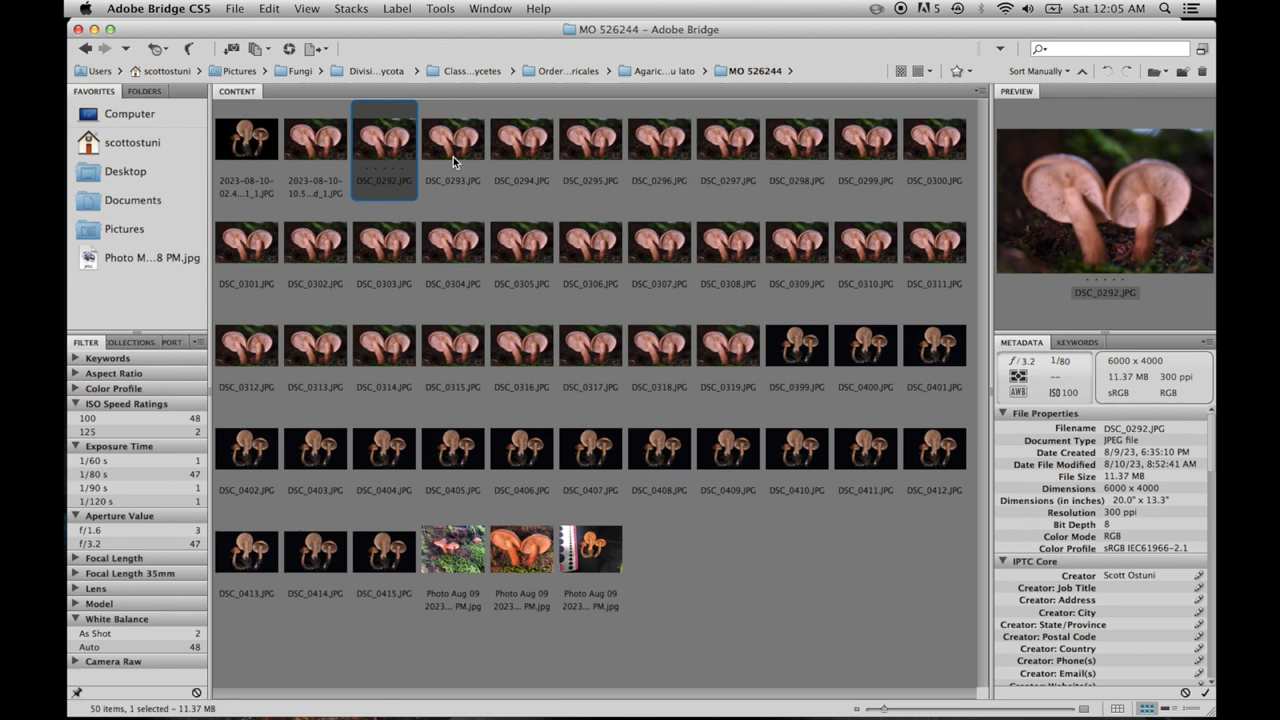 Adobe Bridge CS5 File Edit View Stacks Label Tools Window Help 5 Sat 12:05 AM
MO 526244 – Adobe Bridge
Users scottostuni Pictures Fungi Divisi...ycota Class...ycetes Order...ricales Agaric...u lato MO 526244 Sort Manually
FAVORITES FOLDERS CONTENT PREVIEW
Computer
scottostuni
Desktop
Documents
Pictures
Photo M...8 PM.jpg
2023-08-10-
02.4...1_1.JPG
2023-08-10-
10.5...d_1.JPG
DSC_0292.JPG DSC_0293.JPG DSC_0294.JPG DSC_0295.JPG DSC_0296.JPG DSC_0297.JPG DSC_0298.JPG DSC_0299.JPG DSC_0300.JPG
DSC_0301.JPG DSC_0302.JPG DSC_0303.JPG DSC_0304.JPG DSC_0305.JPG DSC_0306.JPG DSC_0307.JPG DSC_0308.JPG DSC_0309.JPG DSC_0310.JPG DSC_0311.JPG
DSC_0312.JPG DSC_0313.JPG DSC_0314.JPG DSC_0315.JPG DSC_0316.JPG DSC_0317.JPG DSC_0318.JPG DSC_0319.JPG DSC_0399.JPG DSC_0400.JPG DSC_0401.JPG
DSC_0402.JPG DSC_0403.JPG DSC_0404.JPG DSC_0405.JPG DSC_0406.JPG DSC_0407.JPG DSC_0408.JPG DSC_0409.JPG DSC_0410.JPG DSC_0411.JPG DSC_0412.JPG
DSC_0413.JPG DSC_0414.JPG DSC_0415.JPG
Photo Aug 09
2023... PM.jpg
Photo Aug 09
2023... PM.jpg
Photo Aug 09
2023... PM.jpg
FILTER COLLECTIONS PORT
Keywords
Aspect Ratio
Color Profile
ISO Speed Ratings
100 48
125 2
Exposure Time
1/60 s 1
1/80 s 47
1/90 s 1
1/120 s 1
Aperture Value
f/1.6 3
f/3.2 47
Focal Length
Focal Length 35mm
Lens
Model
White Balance
As Shot 2
Auto 48
Camera Raw
DSC_0292.JPG
METADATA KEYWORDS
f/3.2 1/80 6000 x 4000
-- 11.37 MB 300 ppi
AWB ISO100 sRGB RGB
File Properties
Filename DSC_0292.JPG
Document Type JPEG file
Date Created 8/9/23, 6:35:10 PM
Date File Modified 8/10/23, 8:52:41 AM
File Size 11.37 MB
Dimensions 6000 x 4000
Dimensions (in inches) 20.0" x 13.3"
Resolution 300 ppi
Bit Depth 8
Color Mode RGB
Color Profile sRGB IEC61966-2.1
IPTC Core
Creator Scott Ostuni
Creator: Job Title
Creator: Address
Creator: City
Creator: State/Province
Creator: Postal Code
Creator: Country
Creator: Phone(s)
Creator: Email(s)
50 items, 1 selected – 11.37 MB